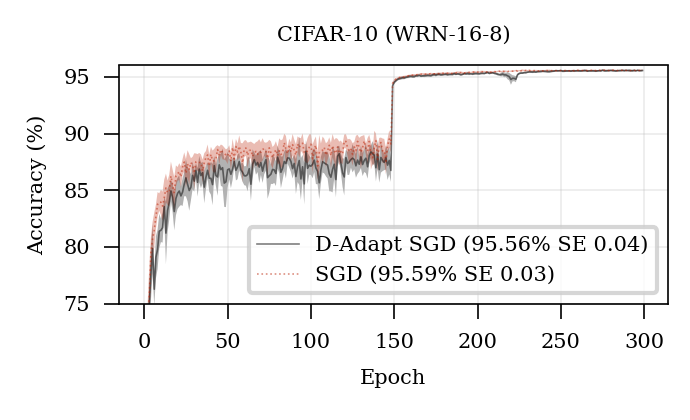 CIFAR-10 (WRN-16-8)
Accuracy (%)
95
90
85
80
75
D-Adapt SGD (95.56% SE 0.04)
SGD (95.59% SE 0.03)
0 50 100 150 200 250 300
Epoch